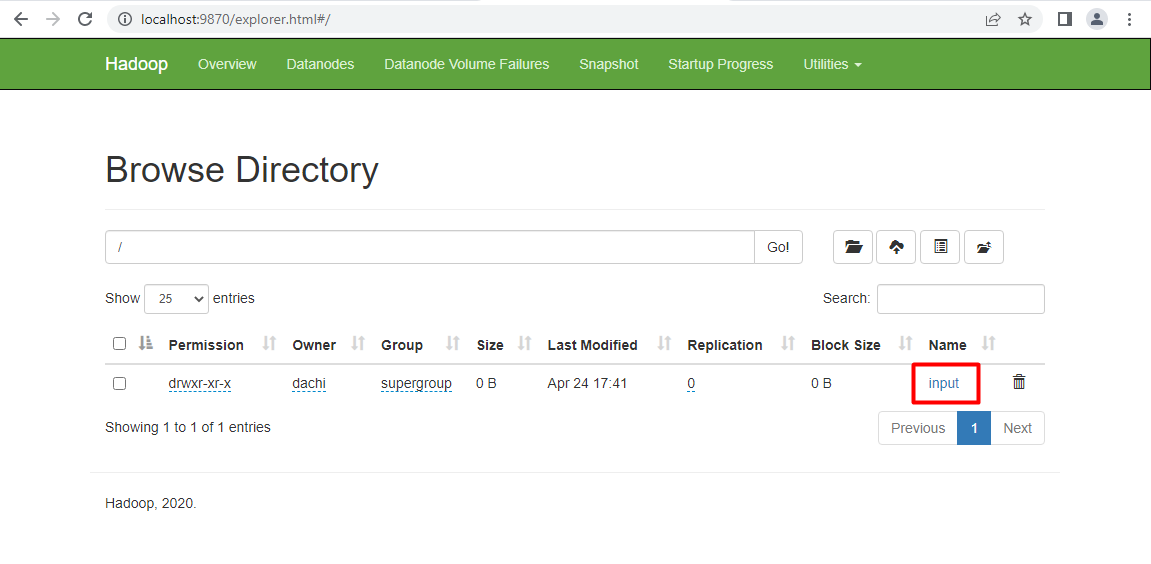 localhost:9870/explorer.html#/
Hadoop Overview Datanodes Datanode Volume Failures Snapshot Startup Progress Utilities
Browse Directory
/ Go!
Show 25 entries Search:
Permission Owner Group Size Last Modified Replication Block Size Name
drwxr-xr-x dachi supergroup 0 B Apr 24 17:41 0 0 B input
Showing 1 to 1 of 1 entries Previous 1 Next
Hadoop, 2020.